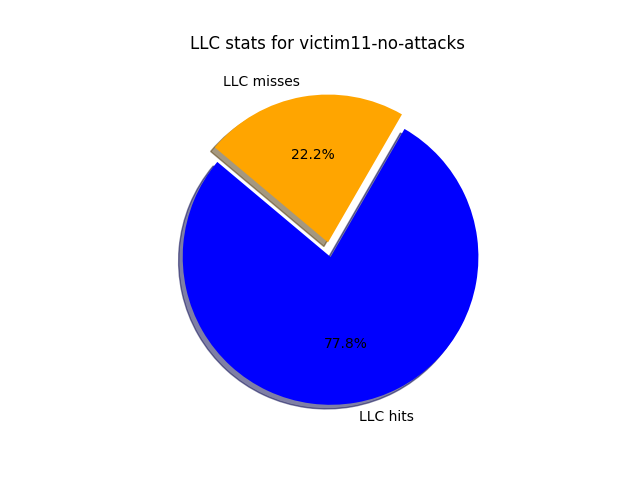 LLC stats for victim11-no-attacks
LLC misses
22.2%
77.8%
LLC hits